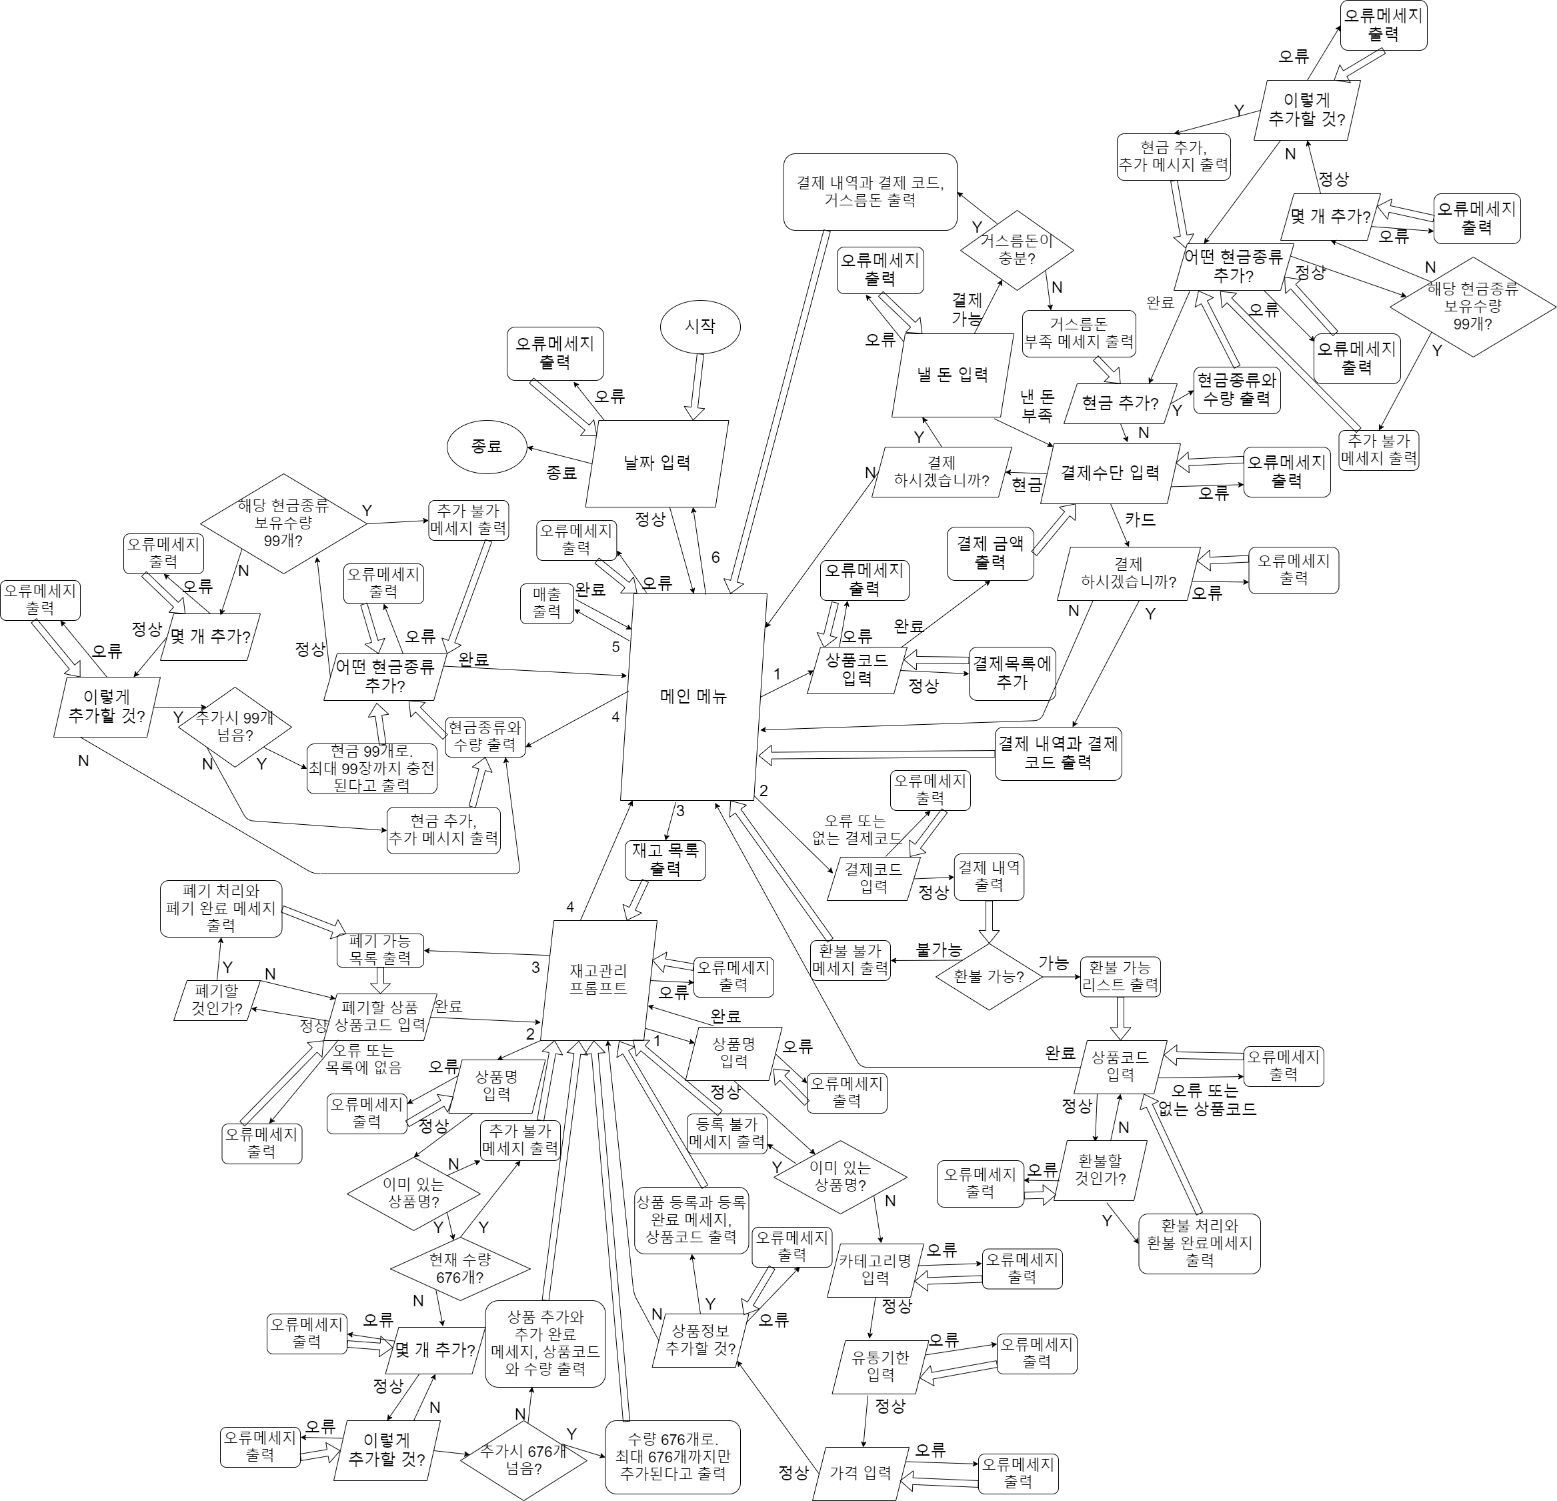 오류메세지
출력
오류
이렇게
추가할 것?
Y
N
현금 추가,
추가 메시지 출력
정상
몇 개 추가?
오류메세지
출력
오류
결제 내역과 결제 코드,
거스름돈 출력
Y
거스름돈이
충분?
N
어떤 현금종류
추가?
정상
N
해당 현금종류
보유수량
99개?
Y
완료
오류
오류메세지
출력
오류메세지
출력
오류
결제
가능
거스름돈
부족 메세지 출력
현금종류와
수량 출력
추가 불가
메세지 출력
시작
오류메세지
출력
오류
낼 돈 입력
현금 추가?
Y
N
낸 돈
부족
종료
종료
날짜 입력
정상
6
Y
N
결제
하시겠습니까?
현금
결제수단 입력
오류메세지
출력
오류
카드
해당 현금종류
보유수량
99개?
Y
N
추가 불가
메세지 출력
오류메세지
출력
오류
결제 금액
출력
결제
하시겠습니까?
오류메세지
출력
오류
N
Y
오류메세지
출력
오류
오류메세지
출력
오류
정상
몇 개 추가?
오류메세지
출력
오류
정상
어떤 현금종류
추가?
완료
매출
출력
완료
5
4
메인 메뉴
1
오류메세지
출력
오류
완료
상품코드
입력
정상
결제목록에
추가
이렇게
추가할 것?
Y
N
추가시 99개
넘음?
N
Y
현금 99개로.
최대 99장까지 충전
된다고 출력
현금종류와
수량 출력
현금 추가,
추가 메시지 출력
결제 내역과 결제
코드 출력
2
3
오류메세지
출력
오류 또는
없는 결제코드
결제코드
입력
정상
결제 내역
출력
재고 목록
출력
4
폐기 처리와
폐기 완료 메세지
출력
폐기 가능
목록 출력
Y
N
폐기할
것인가?
정상
폐기할 상품
상품코드 입력
완료
오류 또는
목록에 없음
오류메세지
출력
3
재고관리
프롬프트
2
1
오류메세지
출력
오류
완료
환불 불가
메세지 출력
불가능
환불 가능?
가능
환불 가능
리스트 출력
상품명
입력
오류
오류메세지
출력
정상
완료
상품코드
입력
오류메세지
출력
오류 또는
없는 상품코드
정상
N
오류
상품명
입력
오류메세지
출력
정상
추가 불가
메세지 출력
등록 불가
메세지 출력
Y
이미 있는
상품명?
N
오류메세지
출력
오류
환불할
것인가?
Y
환불 처리와
환불 완료메세지
출력
이미 있는
상품명?
N
Y
Y
현재 수량
676개?
N
상품 등록과 등록
완료 메세지,
상품코드 출력
오류메세지
출력
카테고리명
입력
오류
오류메세지
출력
정상
오류메세지
출력
오류
몇 개 추가?
정상
상품 추가와
추가 완료
메세지, 상품코드
와 수량 출력
N
Y
상품정보
추가할 것?
오류
유통기한
입력
오류
오류메세지
출력
정상
오류메세지
출력
오류
이렇게
추가할 것?
N
추가시 676개
넘음?
N
Y
수량 676개로.
최대 676개까지만
추가된다고 출력
정상
가격 입력
오류
오류메세지
출력